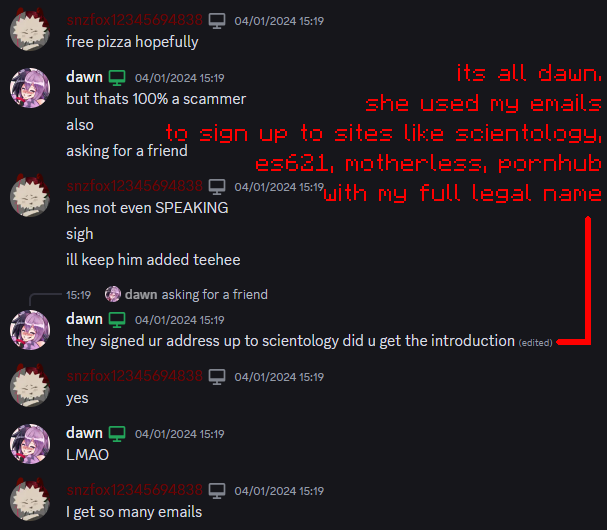 snzfox12345694838 04/01/2024 15:19
free pizza hopefully
dawn 04/01/2024 15:19
but thats 100% a scammer
also
asking for a friend
its all dawn.
she used my emails
to sign up to sites like scientology,
es621, motherless, pornhub
with my full legal name
snzfox12345694838 04/01/2024 15:19
hes not even SPEAKING
sigh
ill keep him added teehee
15:19 dawn asking for a friend
dawn 04/01/2024 15:19
they signed ur address up to scientology did u get the introduction (edited)
snzfox12345694838 04/01/2024 15:19
yes
dawn 04/01/2024 15:19
LMAO
snzfox12345694838 04/01/2024 15:19
I get so many emails